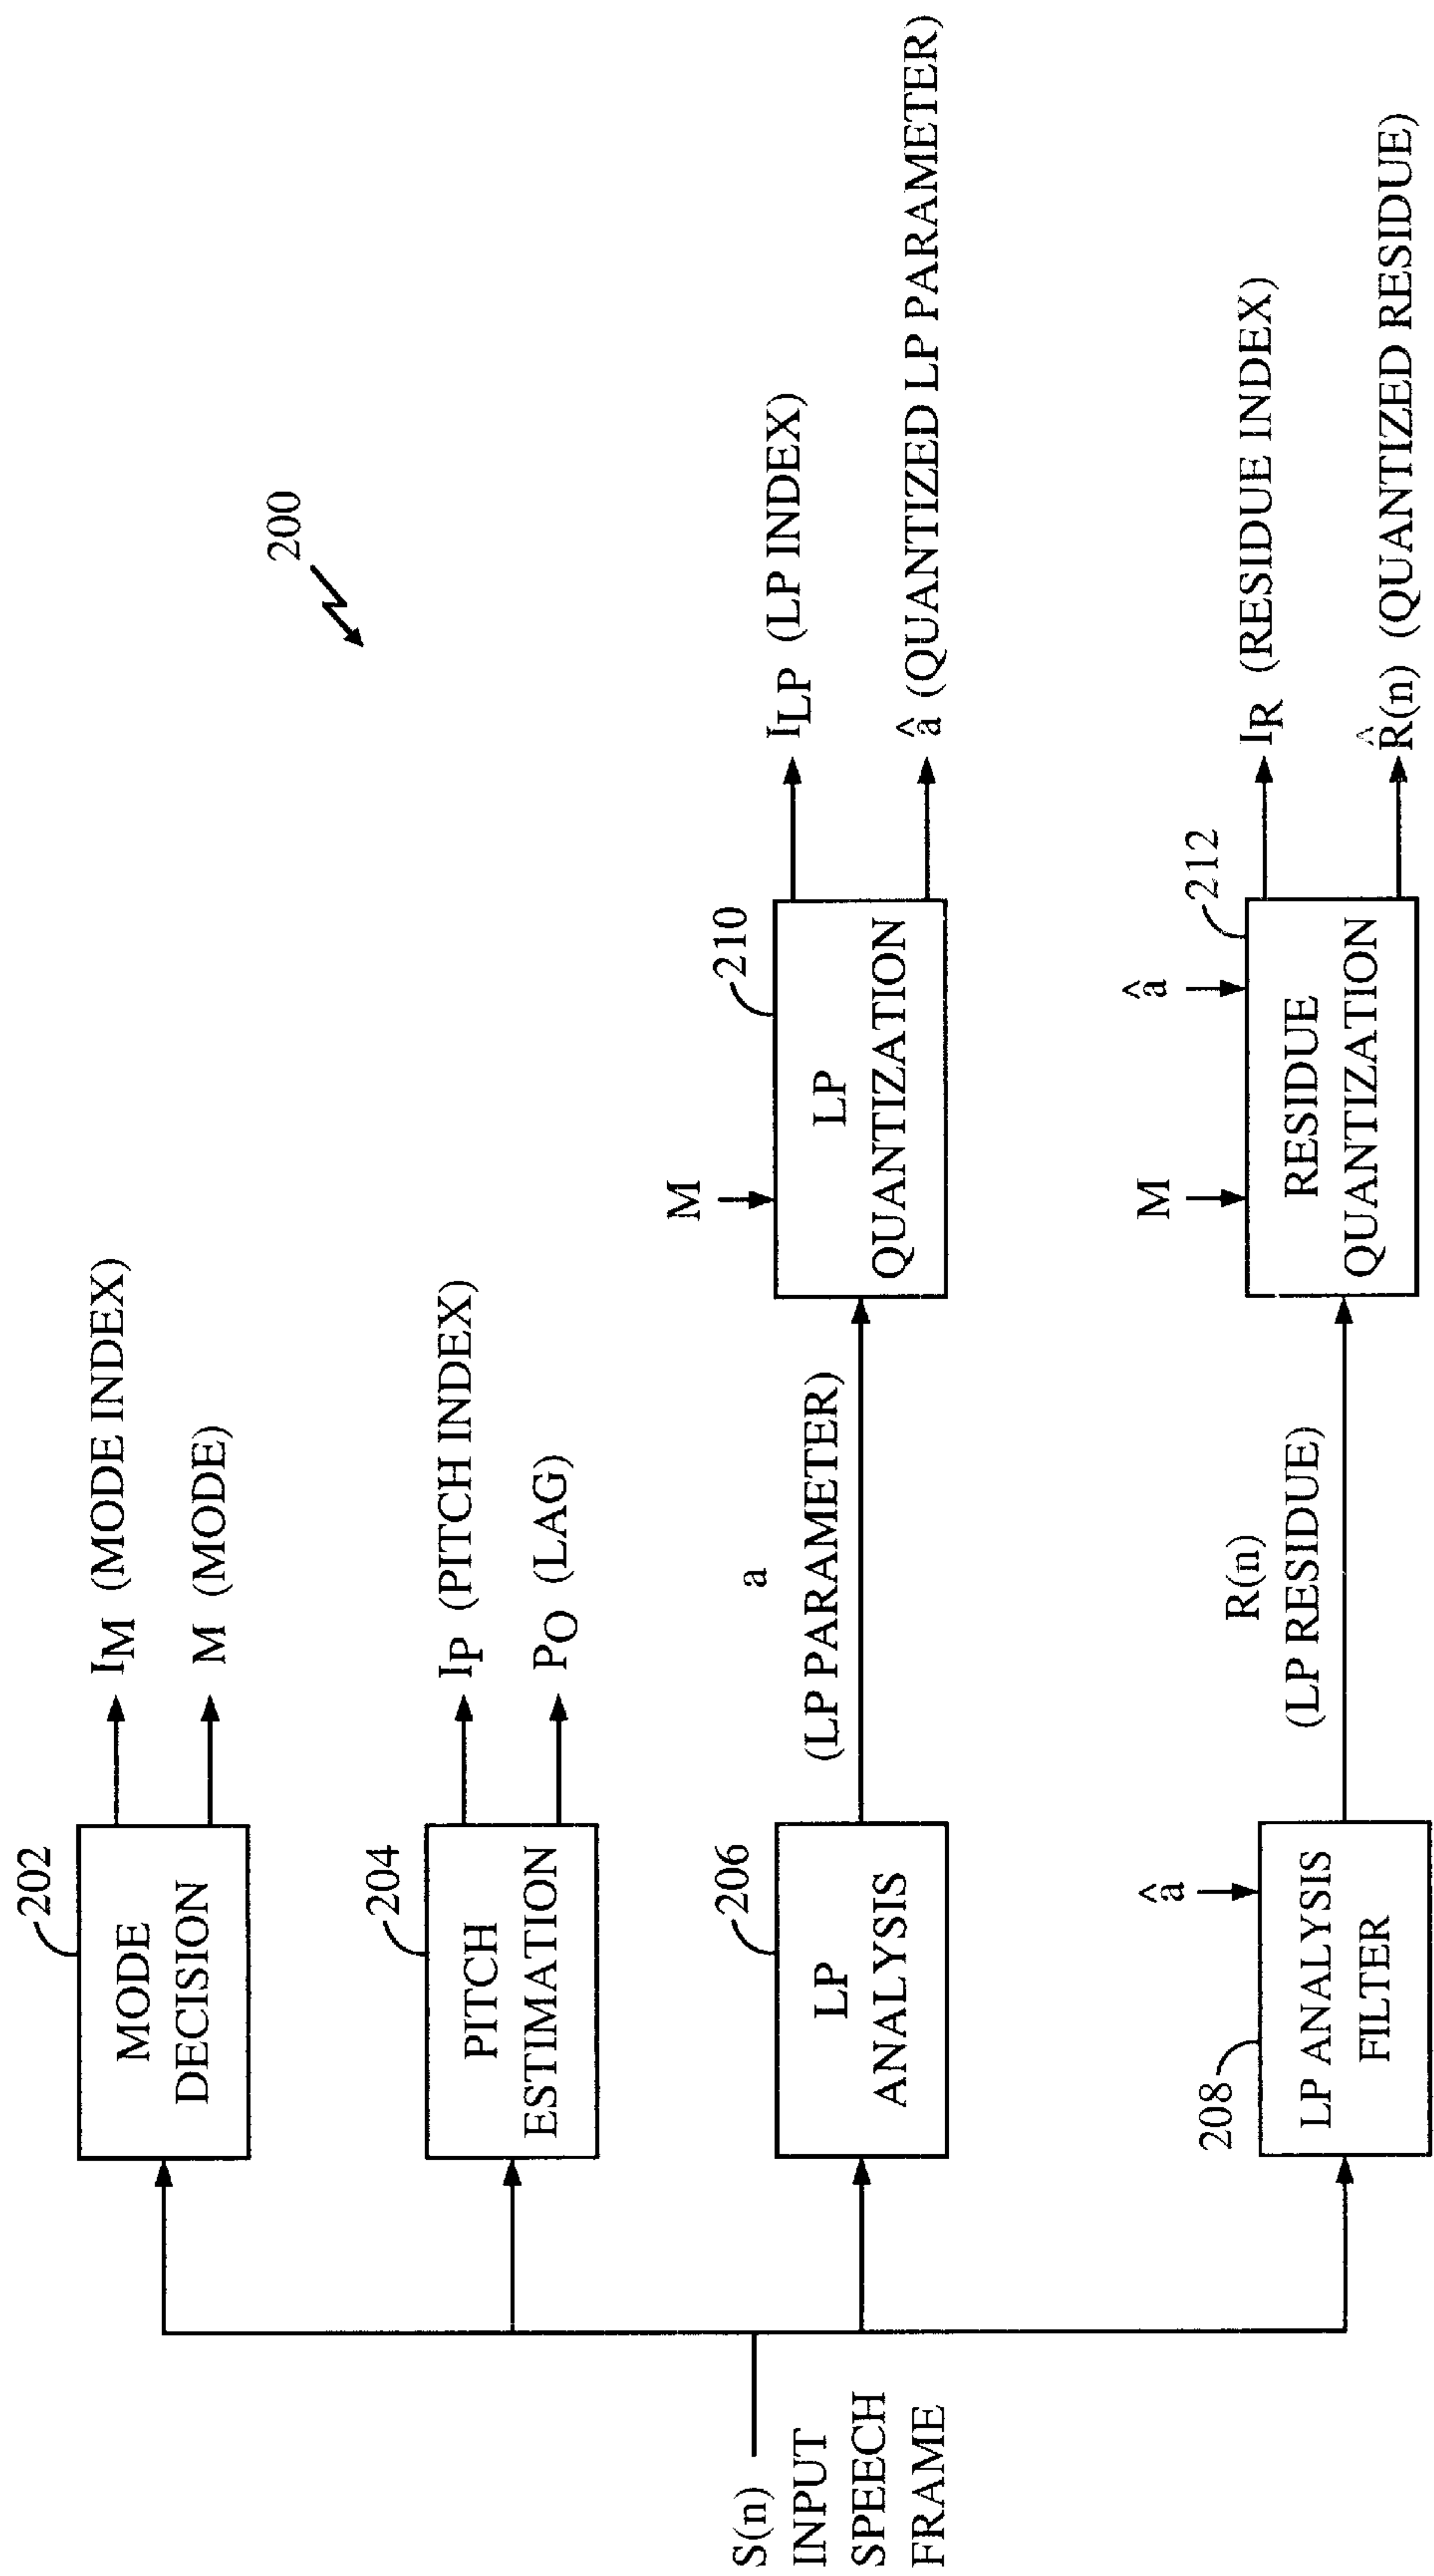 200
202
MODE
DECISION
I_M (MODE INDEX)
M (MODE)
204
PITCH
ESTIMATION
I_P (PITCH INDEX)
P_O (LAG)
S(n)
INPUT
SPEECH
FRAME
206
LP
ANALYSIS
a
(LP PARAMETER)
M
210
LP
QUANTIZATION
I_LP (LP INDEX)
â (QUANTIZED LP PARAMETER)
208
â
LP ANALYSIS
FILTER
R(n)
(LP RESIDUE)
M
â
212
RESIDUE
QUANTIZATION
I_R (RESIDUE INDEX)
R̂(n) (QUANTIZED RESIDUE)